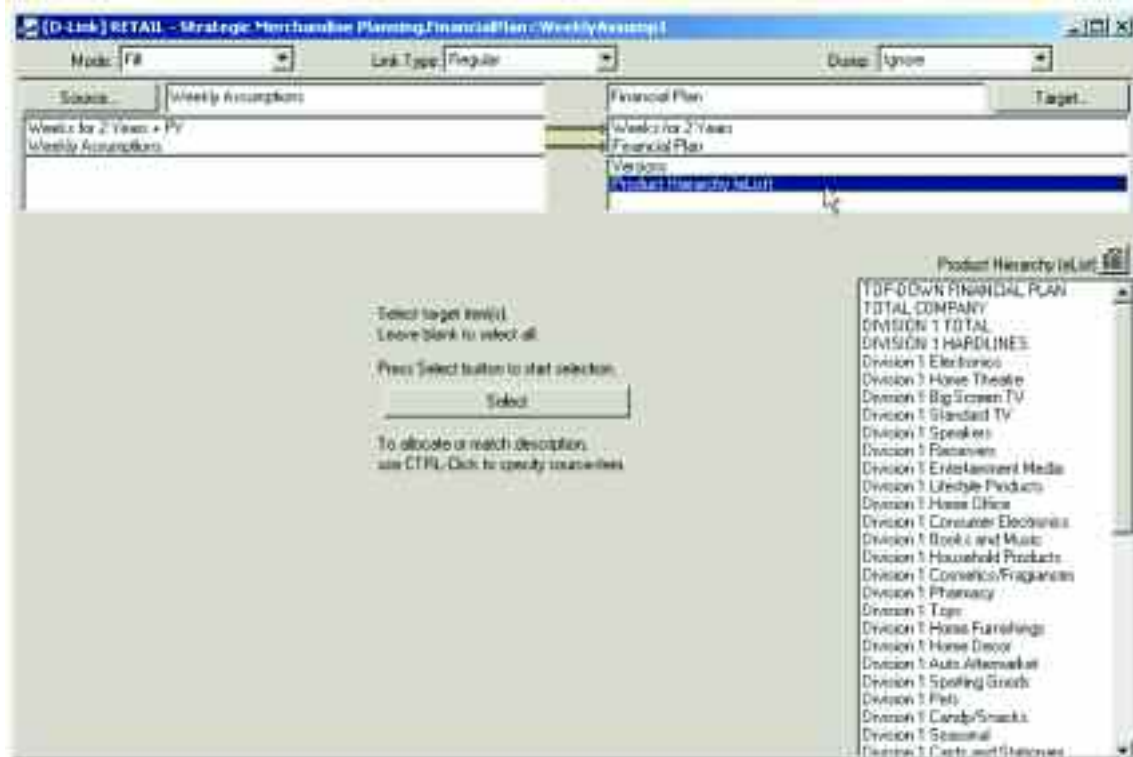 [D-Link] RETAIL - Strategic Merchandise Planning.FinancialPlan://WeeklyAssump1
Mode: Fill Link Type: Regular Dump: Ignore
Source... Weekly Assumptions Financial Plan Target...
Weeks for 2 Years + PY Weeks for 2 Years
Weekly Assumptions Financial Plan
Versions
Product Hierarchy (eList)
Product Hierarchy (eList)
TOP-DOWN FINANCIAL PLAN
TOTAL COMPANY
DIVISION 1 TOTAL
DIVISION 1 HARDLINES
Division 1 Electronics
Division 1 Home Theatre
Division 1 Big Screen TV
Division 1 Standard TV
Division 1 Speakers
Division 1 Receivers
Division 1 Entertainment Media
Division 1 Lifestyle Products
Division 1 Home Office
Division 1 Consumer Electronics
Division 1 Books and Music
Division 1 Household Products
Division 1 Cosmetics/Fragrances
Division 1 Pharmacy
Division 1 Toys
Division 1 Home Furnishings
Division 1 Home Decor
Division 1 Auto Aftermarket
Division 1 Sporting Goods
Division 1 Pets
Division 1 Candy/Snacks
Division 1 Seasonal
Division 1 Cards and Stationery
Select target item(s).
Leave blank to select all.
Press Select button to start selection.
Select
To allocate or match description,
use CTRL-Click to specify source item.